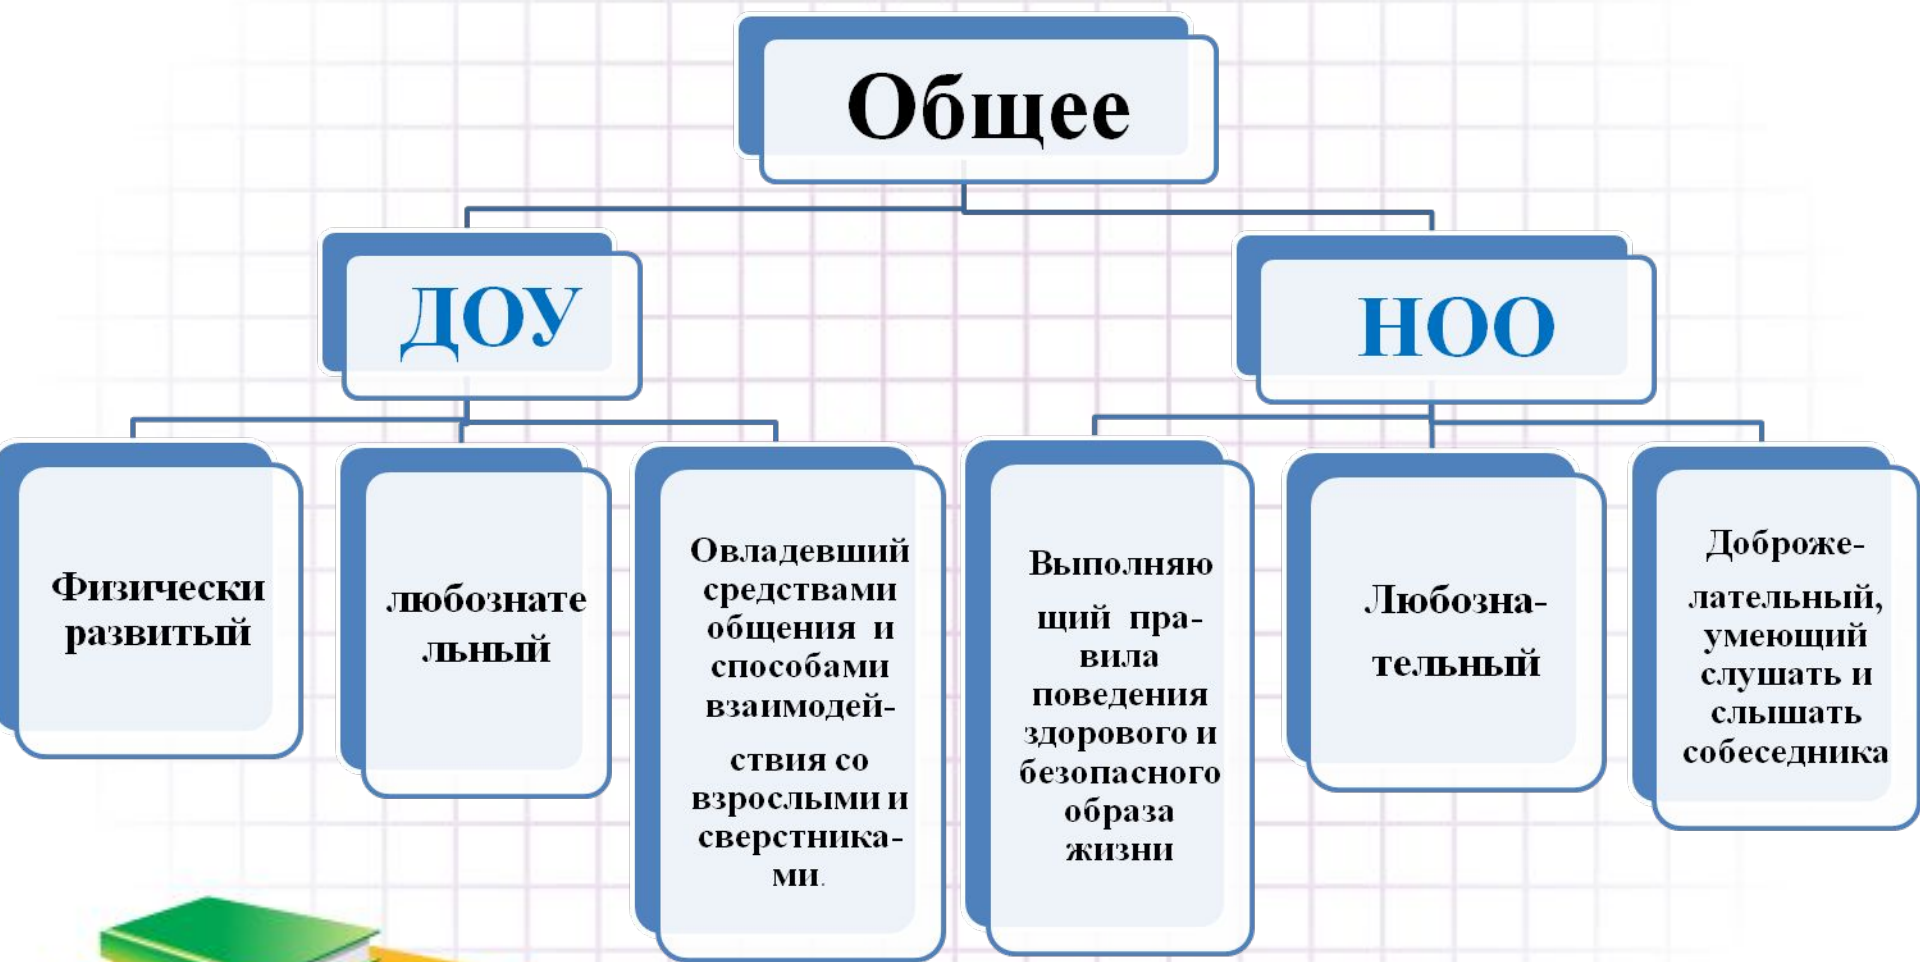 Общее
ДОУ
НОО
Физически
развитый
любознате
льный
Овладевший
средствами
общения и
способами
взаимодей-
ствия со
взрослыми и
сверстника-
ми.
Выполняю
щий пра-
вила
поведения
здорового и
безопасного
образа
жизни
Любозна-
тельный
Доброже-
лательный,
умеющий
слушать и
слышать
собеседника